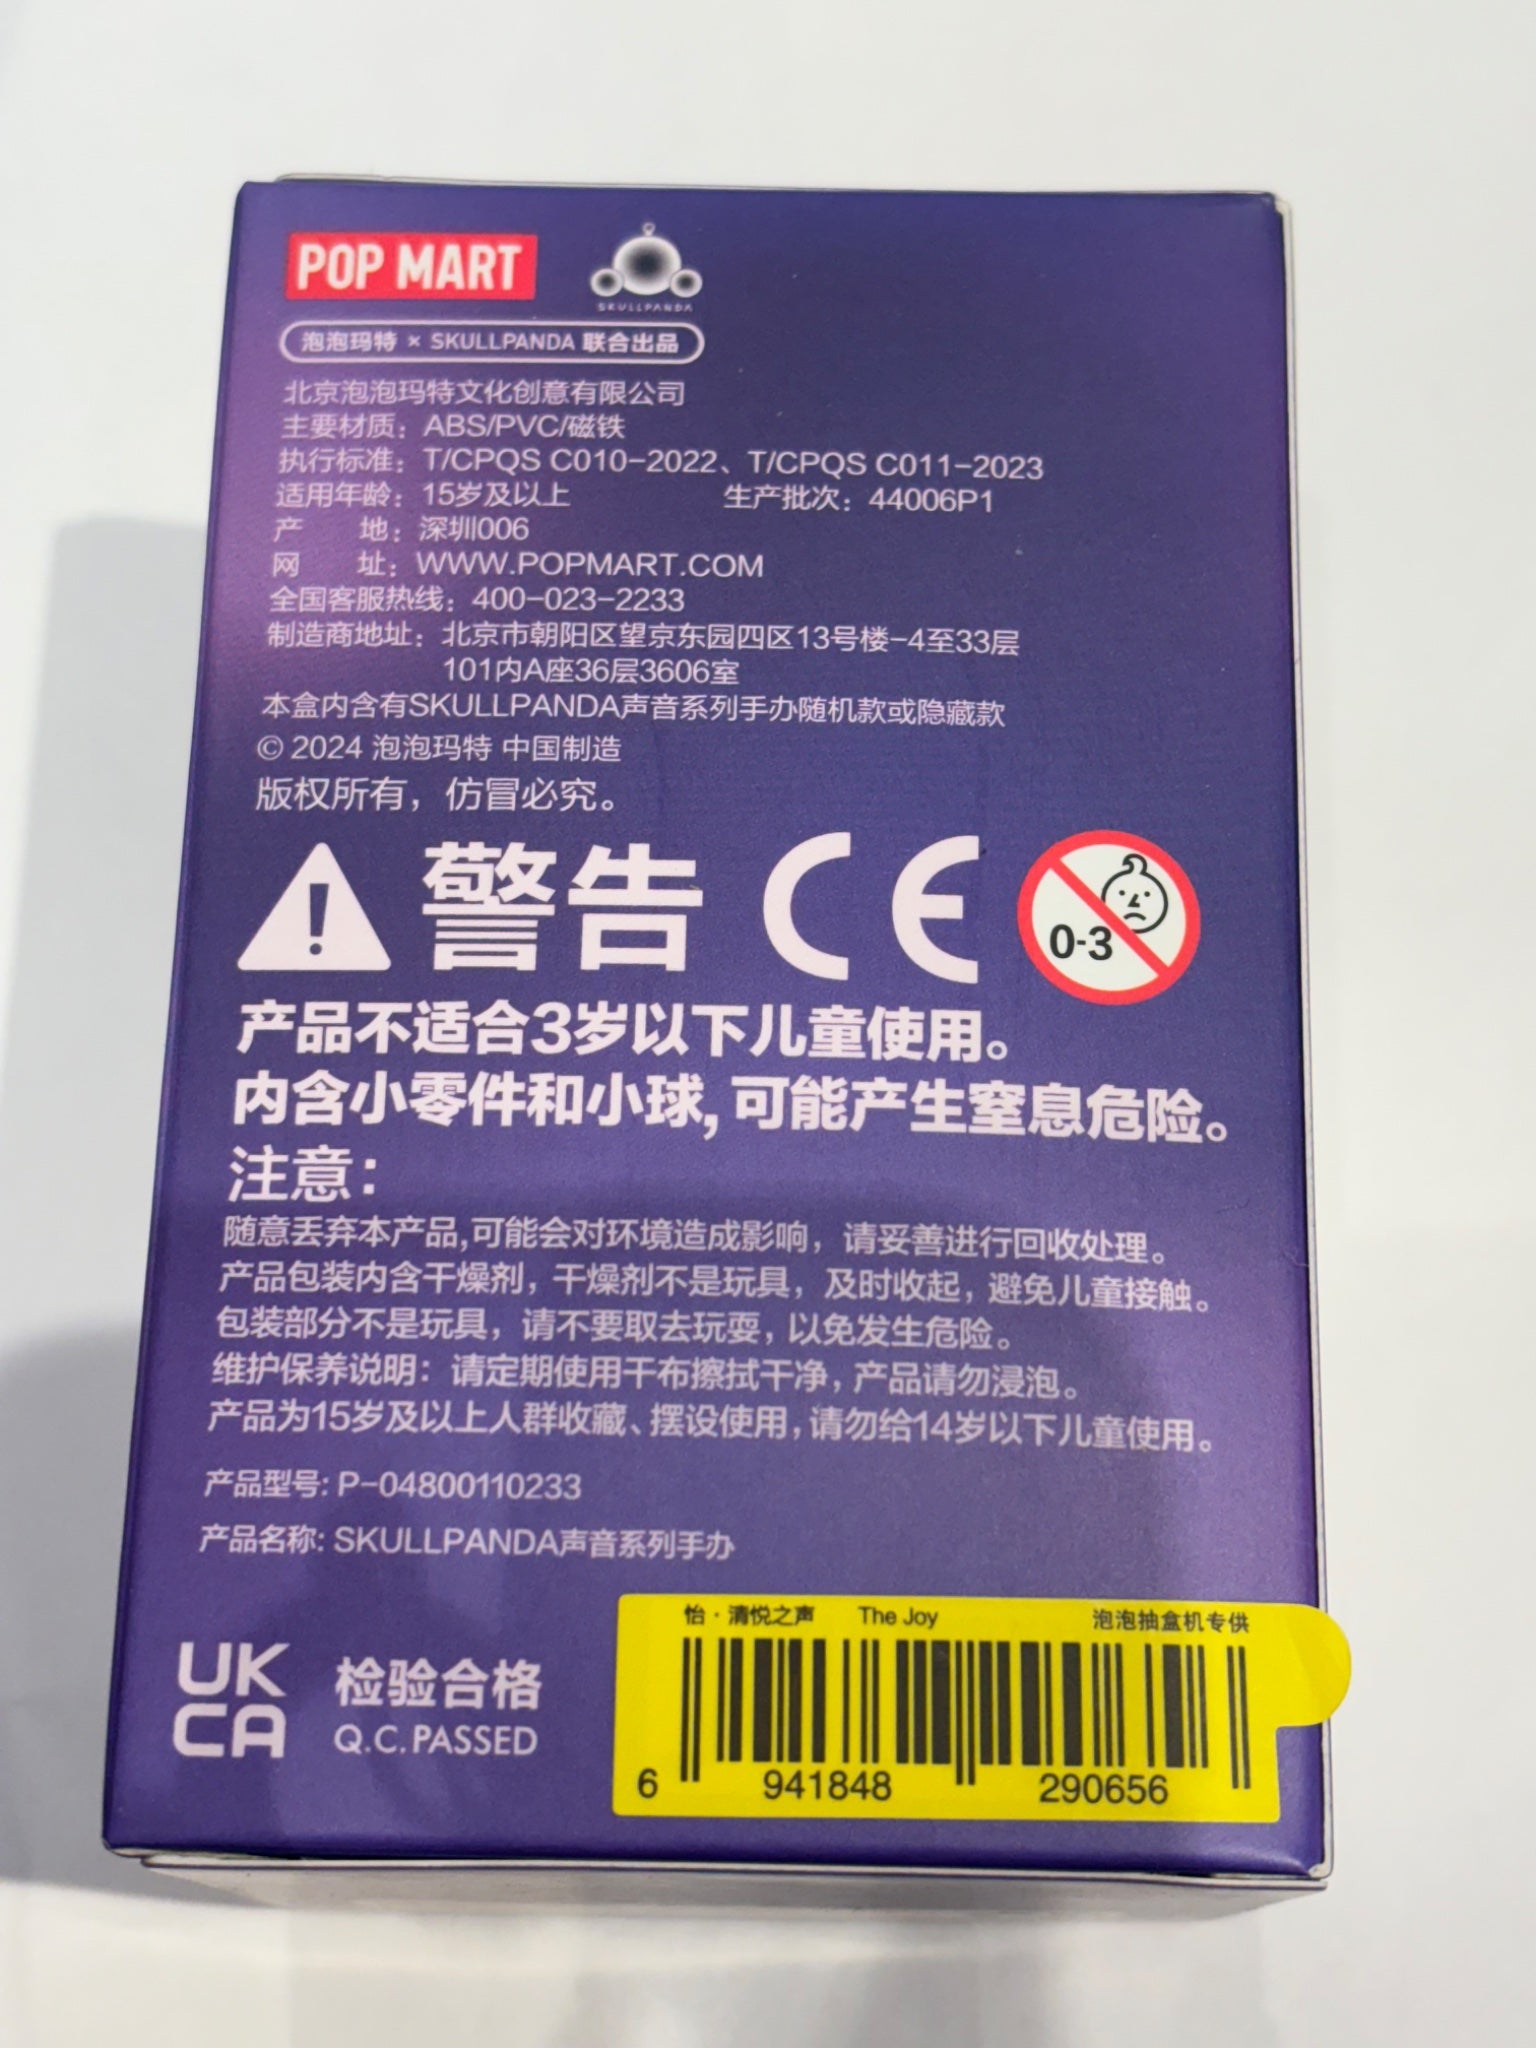 POP MART
SKULLPANDA
泡泡玛特 × SKULLPANDA 联合出品
北京泡泡玛特文化创意有限公司
主要材质：ABS/PVC/磁铁
执行标准：T/CPQS C010-2022、T/CPQS C011-2023
适用年龄：15岁及以上 生产批次：44006P1
产 地：深圳006
网 址：WWW.POPMART.COM
全国客服热线：400-023-2233
制造商地址：北京市朝阳区望京东园四区13号楼-4至33层
101内A座36层3606室
本盒内含有SKULLPANDA声音系列手办随机款或隐藏款
© 2024 泡泡玛特 中国制造
版权所有，仿冒必究。
警告 CE 0-3
产品不适合3岁以下儿童使用。
内含小零件和小球，可能产生窒息危险。
注意：
随意丢弃本产品，可能会对环境造成影响，请妥善进行回收处理。
产品包装内含干燥剂，干燥剂不是玩具，及时收起，避免儿童接触。
包装部分不是玩具，请不要取去玩耍，以免发生危险。
维护保养说明：请定期使用干布擦拭干净，产品请勿浸泡。
产品为15岁及以上人群收藏、摆设使用，请勿给14岁以下儿童使用。
产品型号: P-04800110233
产品名称: SKULLPANDA声音系列手办
UK
CA
检验合格
Q.C.PASSED
怡·清悦之声 The Joy 泡泡抽盒机专供
6 941848 290656